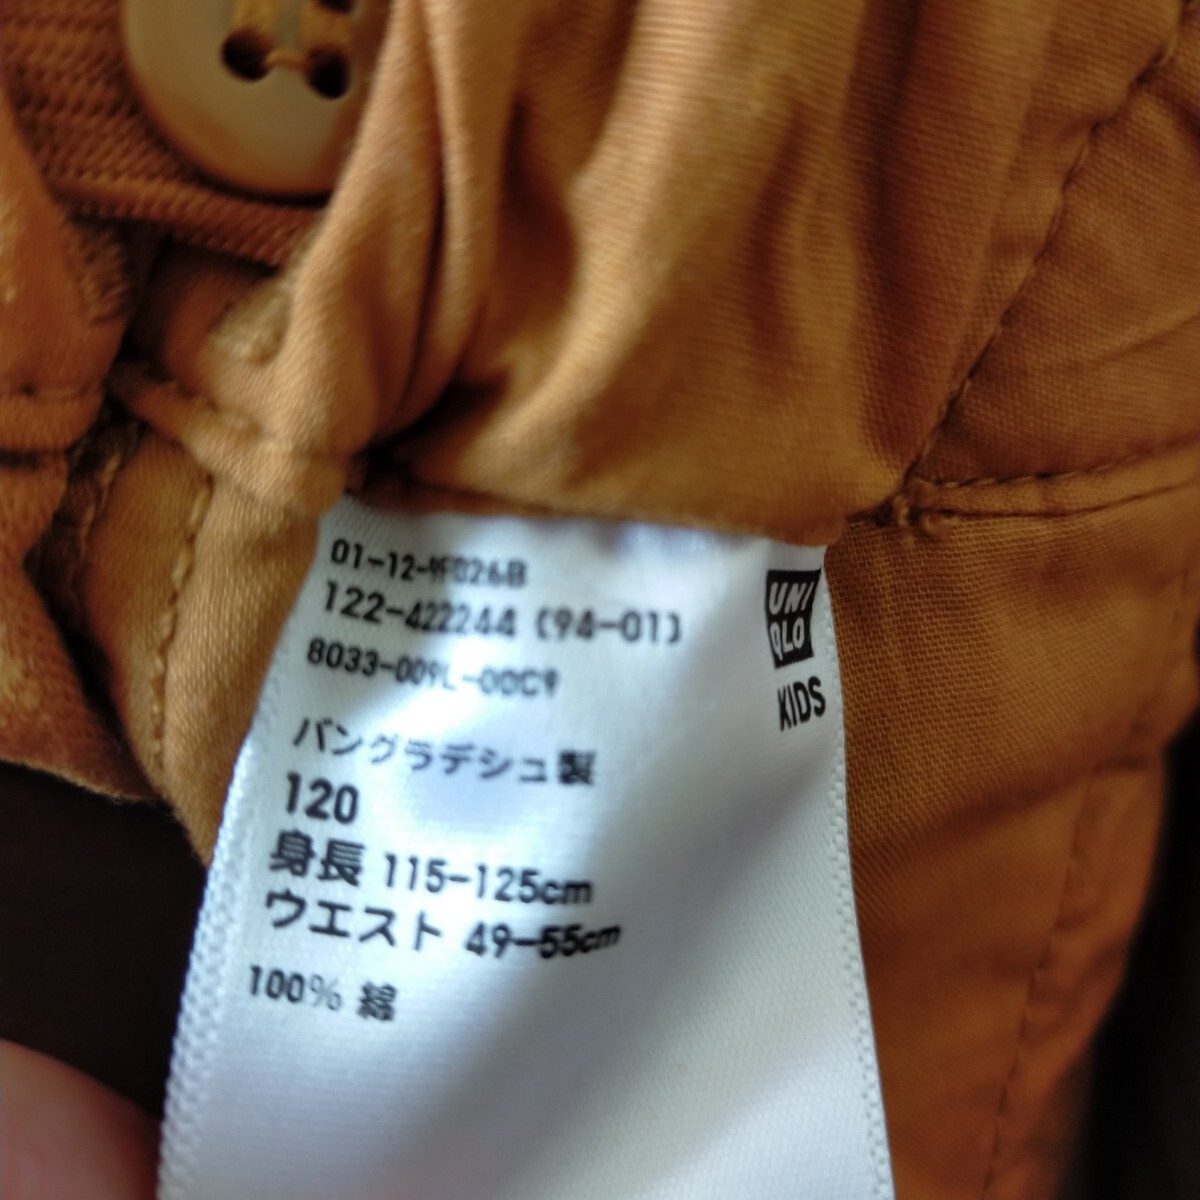 01-12-9F026B
122-422244 (94-01)
8033-009L-00C9
バングラデシュ製
120
身長 115-125cm
ウエスト 49-55cm
100% 綿
UNI
QLO
KIDS